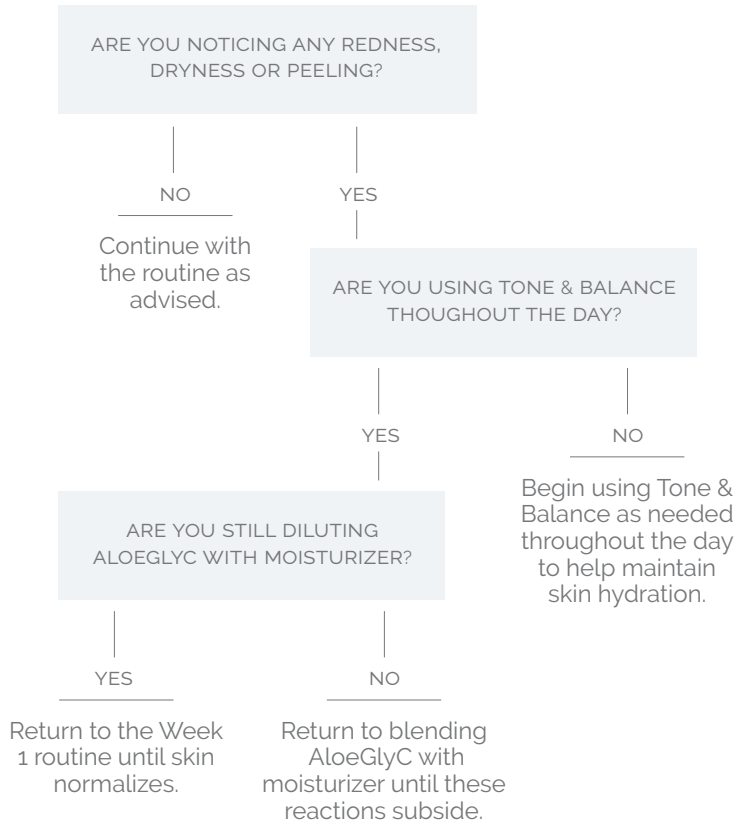 ARE YOU NOTICING ANY REDNESS,
DRYNESS OR PEELING?
NO
YES
Continue with
the routine as
advised.
ARE YOU USING TONE & BALANCE
THOUGHOUT THE DAY?
YES
NO
Begin using Tone &
Balance as needed
throughout the day
to help maintain
skin hydration.
ARE YOU STILL DILUTING
ALOEGLYC WITH MOISTURIZER?
YES
NO
Return to the Week
1 routine until skin
normalizes.
Return to blending
AloeGlyC with
moisturizer until these
reactions subside.